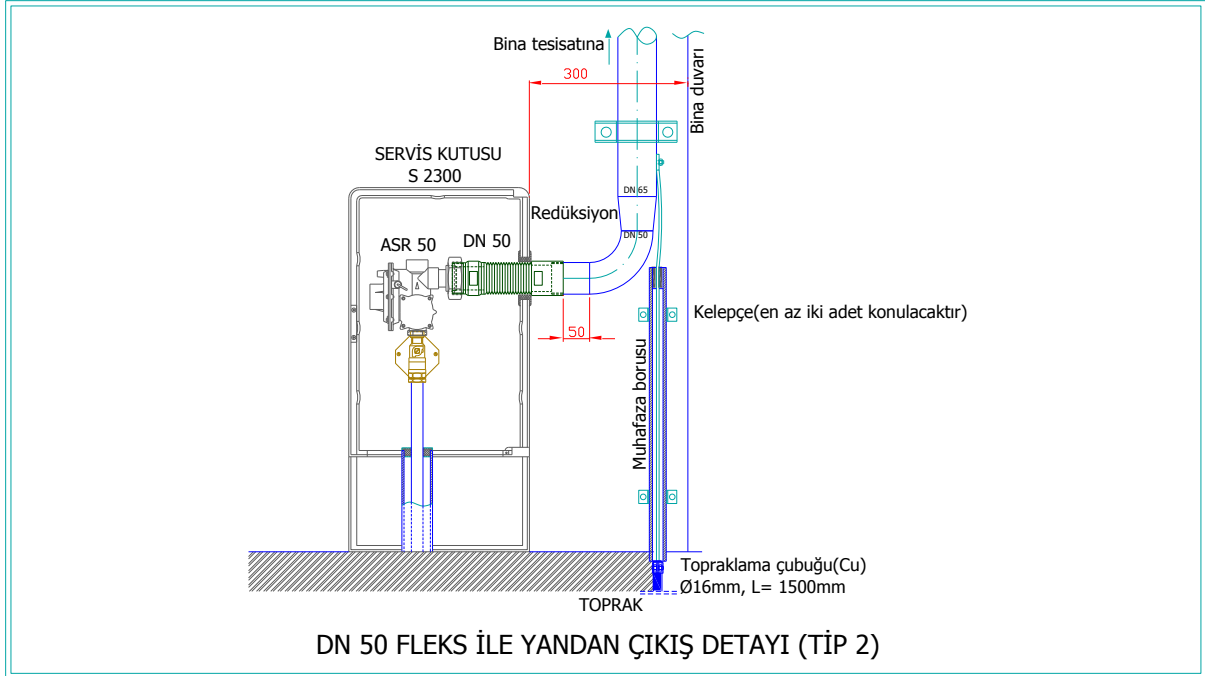 Bina tesisatına
300
Bina duvarı
SERVİS KUTUSU
S 2300
DN 65
Redüksiyon
DN 50
ASR 50
DN 50
50
Kelepçe(en az iki adet konulacaktır)
Muhafaza borusu
Topraklama çubuğu(Cu)
Ø16mm, L= 1500mm
TOPRAK
DN 50 FLEKS İLE YANDAN ÇIKIŞ DETAYI (TİP 2)